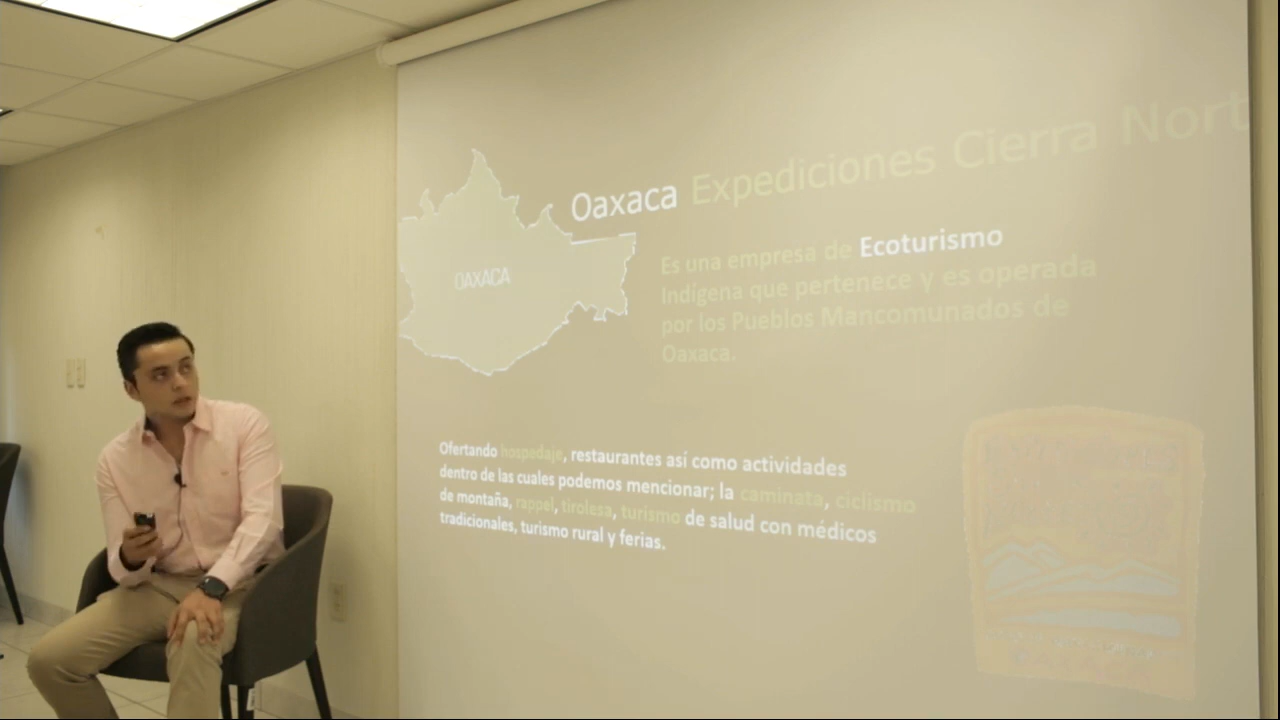 Oaxaca Expediciones Cierra Nort
OAXACA
Es una empresa de Ecoturismo
Indígena que pertenece y es operada
por los Pueblos Mancomunados de
Oaxaca.
Ofertando hospedaje, restaurantes así como actividades
dentro de las cuales podemos mencionar; la caminata, ciclismo
de montaña, rappel, tirolesa, turismo de salud con médicos
tradicionales, turismo rural y ferias.
OAXACA